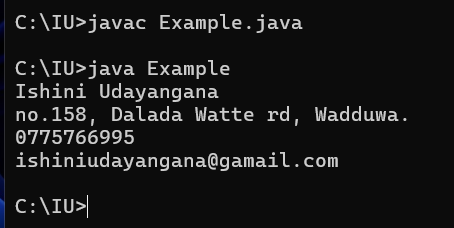 C:\IU>javac Example.java
C:\IU>java Example
Ishini Udayangana
no.158, Dalada Watte rd, Wadduwa.
0775766995
ishiniudayangana@gamail.com
C:\IU>